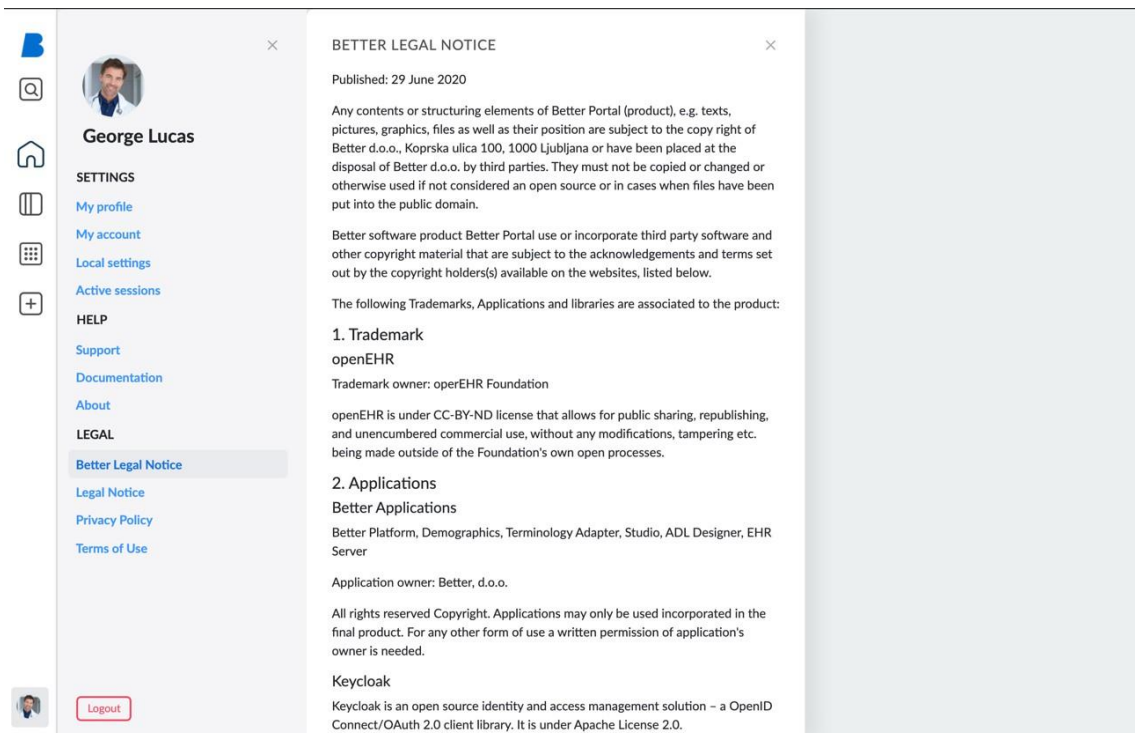 George Lucas
SETTINGS
My profile
My account
Local settings
Active sessions
HELP
Support
Documentation
About
LEGAL
Better Legal Notice
Legal Notice
Privacy Policy
Terms of Use
Logout
BETTER LEGAL NOTICE
Published: 29 June 2020
Any contents or structuring elements of Better Portal (product), e.g. texts,
pictures, graphics, files as well as their position are subject to the copy right of
Better d.o.o., Koprska ulica 100, 1000 Ljubljana or have been placed at the
disposal of Better d.o.o. by third parties. They must not be copied or changed or
otherwise used if not considered an open source or in cases when files have been
put into the public domain.
Better software product Better Portal use or incorporate third party software and
other copyright material that are subject to the acknowledgements and terms set
out by the copyright holders(s) available on the websites, listed below.
The following Trademarks, Applications and libraries are associated to the product:
1. Trademark
openEHR
Trademark owner: operEHR Foundation
openEHR is under CC-BY-ND license that allows for public sharing, republishing,
and unencumbered commercial use, without any modifications, tampering etc.
being made outside of the Foundation's own open processes.
2. Applications
Better Applications
Better Platform, Demographics, Terminology Adapter, Studio, ADL Designer, EHR
Server
Application owner: Better, d.o.o.
All rights reserved Copyright. Applications may only be used incorporated in the
final product. For any other form of use a written permission of application's
owner is needed.
Keycloak
Keycloak is an open source identity and access management solution – a OpenID
Connect/OAuth 2.0 client library. It is under Apache License 2.0.